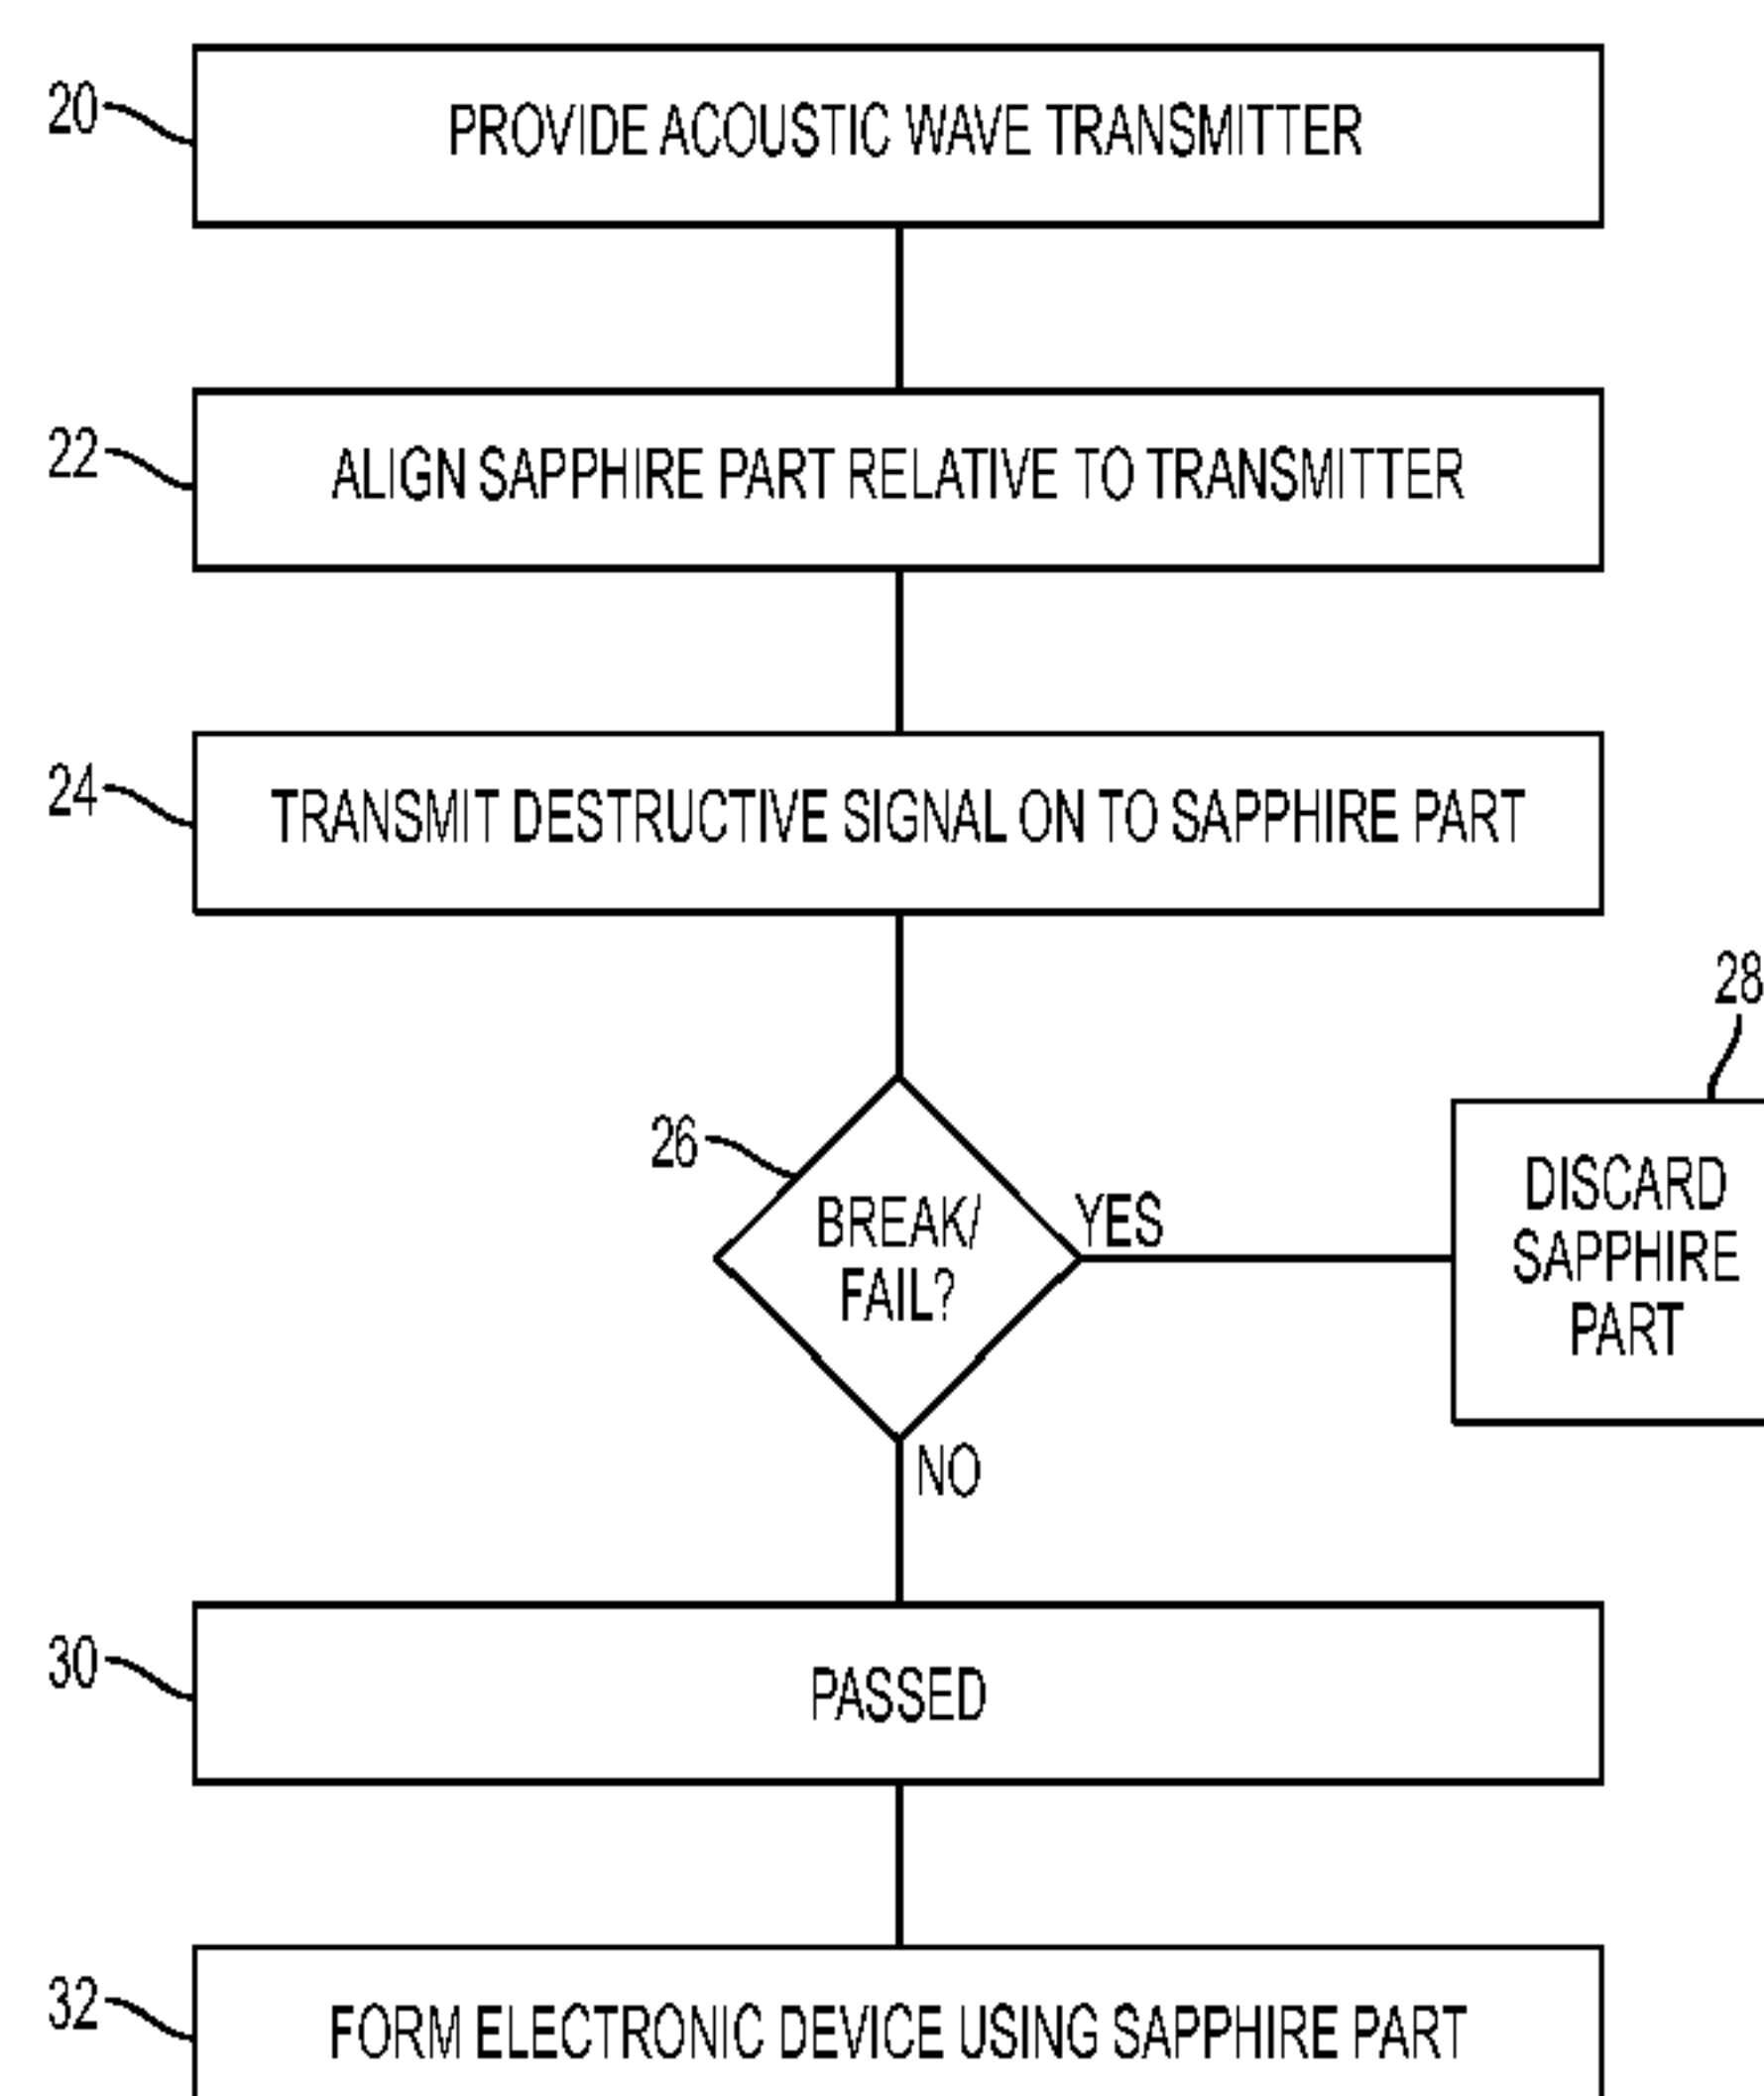 20
PROVIDE ACOUSTIC WAVE TRANSMITTER
22
ALIGN SAPPHIRE PART RELATIVE TO TRANSMITTER
24
TRANSMIT DESTRUCTIVE SIGNAL ON TO SAPPHIRE PART
28
26
BREAK/
FAIL?
YES
DISCARD
SAPPHIRE
PART
NO
30
PASSED
32
FORM ELECTRONIC DEVICE USING SAPPHIRE PART